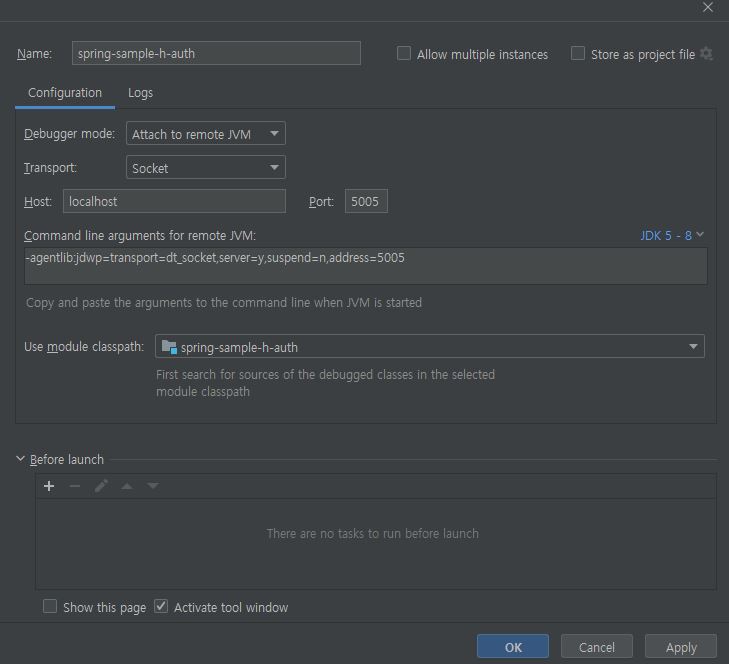 Name: spring-sample-h-auth Allow multiple instances Store as project file
Configuration Logs
Debugger mode: Attach to remote JVM
Transport: Socket
Host: localhost Port: 5005
Command line arguments for remote JVM: JDK 5 - 8
-agentlib:jdwp=transport=dt_socket,server=y,suspend=n,address=5005
Copy and paste the arguments to the command line when JVM is started
Use module classpath: spring-sample-h-auth
First search for sources of the debugged classes in the selected
module classpath
Before launch
There are no tasks to run before launch
Show this page Activate tool window
OK Cancel Apply